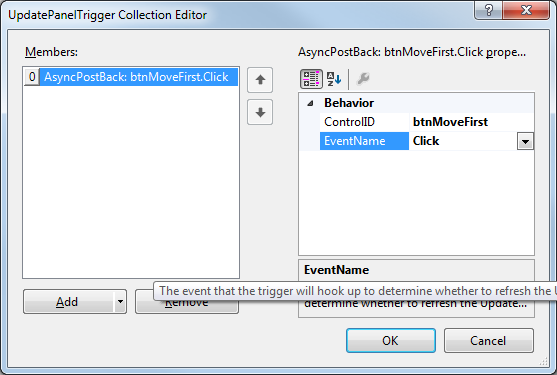 UpdatePanelTrigger Collection Editor
Members:
0 AsyncPostBack: btnMoveFirst.Click
AsyncPostBack: btnMoveFirst.Click prope...
Behavior
ControlID btnMoveFirst
EventName Click
EventName
The event that the trigger will hook up to determine whether to refresh the U
determine whether to refresh the Update...
Add
Remove
OK
Cancel